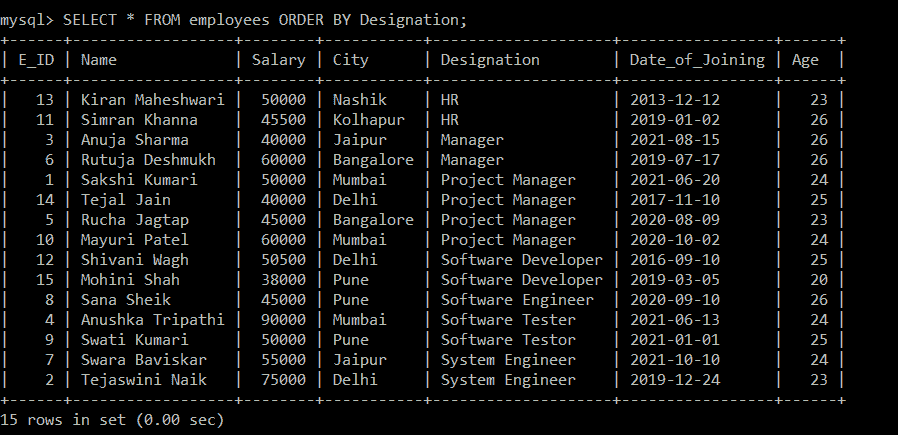 mysql> SELECT * FROM employees ORDER BY Designation;
+------+-----------------+--------+-----------+--------------------+-----------------+------+
| E_ID | Name            | Salary | City      | Designation        | Date_of_Joining | Age  |
+------+-----------------+--------+-----------+--------------------+-----------------+------+
|   13 | Kiran Maheshwari |  50000 | Nashik    | HR                 | 2013-12-12      |   23 |
|   11 | Simran Khanna   |  45500 | Kolhapur  | HR                 | 2019-01-02      |   26 |
|    3 | Anuja Sharma    |  40000 | Jaipur    | Manager            | 2021-08-15      |   26 |
|    6 | Rutuja Deshmukh |  60000 | Bangalore | Manager            | 2019-07-17      |   26 |
|    1 | Sakshi Kumari   |  50000 | Mumbai    | Project Manager    | 2021-06-20      |   24 |
|   14 | Tejal Jain      |  40000 | Delhi     | Project Manager    | 2017-11-10      |   25 |
|    5 | Rucha Jagtap    |  45000 | Bangalore | Project Manager    | 2020-08-09      |   23 |
|   10 | Mayuri Patel    |  60000 | Mumbai    | Project Manager    | 2020-10-02      |   24 |
|   12 | Shivani Wagh    |  50500 | Delhi     | Software Developer | 2016-09-10      |   25 |
|   15 | Mohini Shah     |  38000 | Pune      | Software Developer | 2019-03-05      |   20 |
|    8 | Sana Sheik      |  45000 | Pune      | Software Engineer  | 2020-09-10      |   26 |
|    4 | Anushka Tripathi |  90000 | Mumbai    | Software Tester    | 2021-06-13      |   24 |
|    9 | Swati Kumari    |  50000 | Pune      | Software Testor    | 2021-01-01      |   25 |
|    7 | Swara Baviskar  |  55000 | Jaipur    | System Engineer    | 2021-10-10      |   24 |
|    2 | Tejaswini Naik  |  75000 | Delhi     | System Engineer    | 2019-12-24      |   23 |
+------+-----------------+--------+-----------+--------------------+-----------------+------+
15 rows in set (0.00 sec)